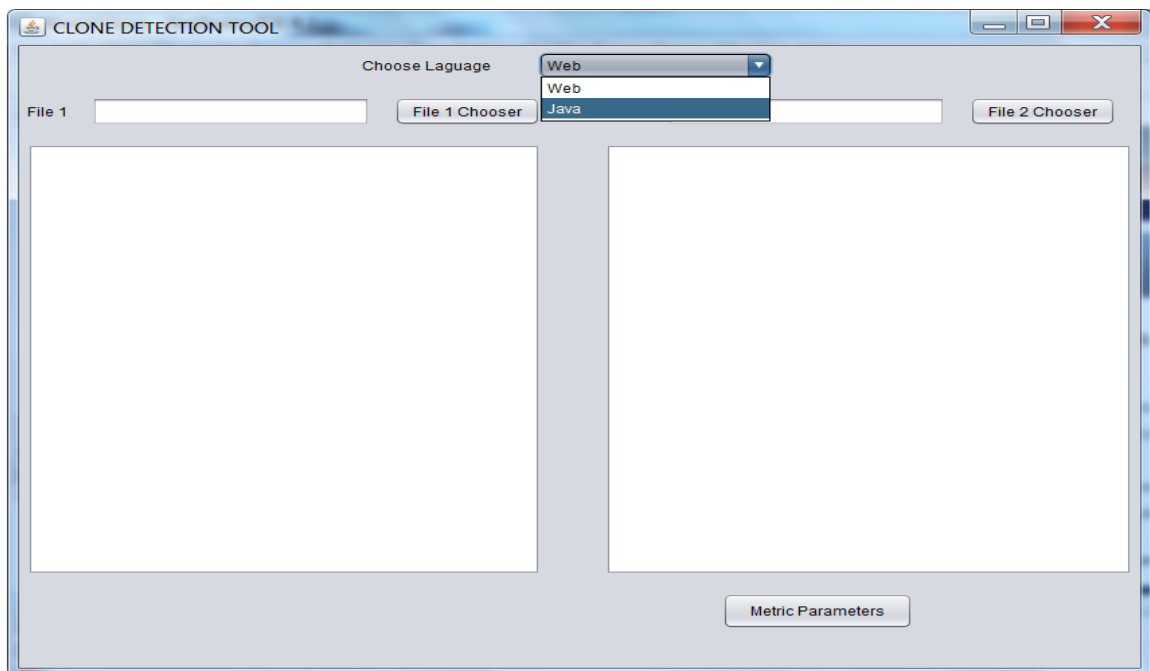 CLONE DETECTION TOOL
Choose Laguage
Web
Web
Java
File 1
File 1 Chooser
File 2 Chooser
Metric Parameters